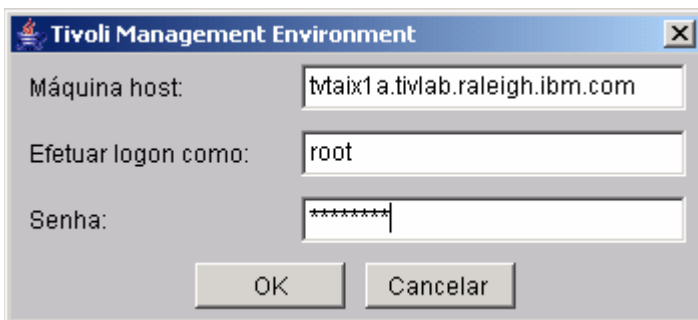 Tivoli Management Environment
Máquina host: tvtaix1a.tivlab.raleigh.ibm.com
Efetuar logon como: root
Senha: ********
OK Cancelar